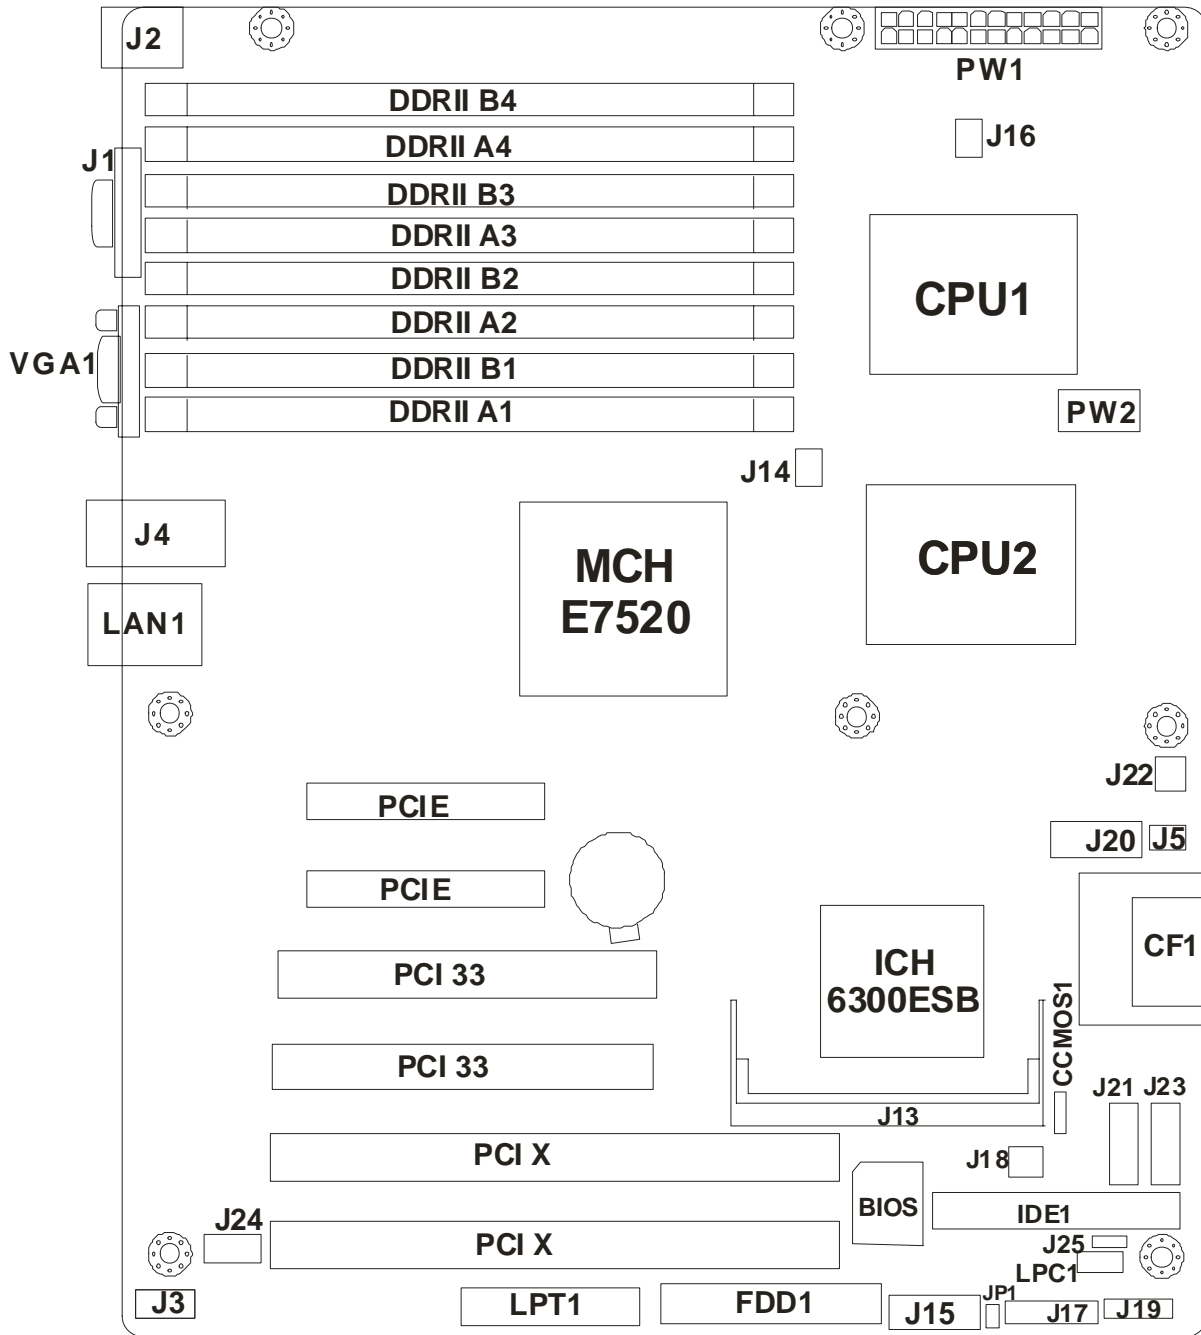 J2
PW1
DDRII B4
J16
DDRII A4
J1
DDRII B3
DDRII A3
DDRII B2
CPU1
DDRII A2
VGA1
DDRII B1
DDRII A1
PW2
J14
J4
MCH
E7520
CPU2
LAN1
J22
PCIE
J20
J5
PCIE
CF1
PCI 33
ICH
6300ESB
CCMOS1
PCI 33
J21
J23
J13
PCI X
J18
BIOS
IDE1
J24
PCI X
J25
LPC1
JP1
J3
LPT1
FDD1
J15
J17
J19